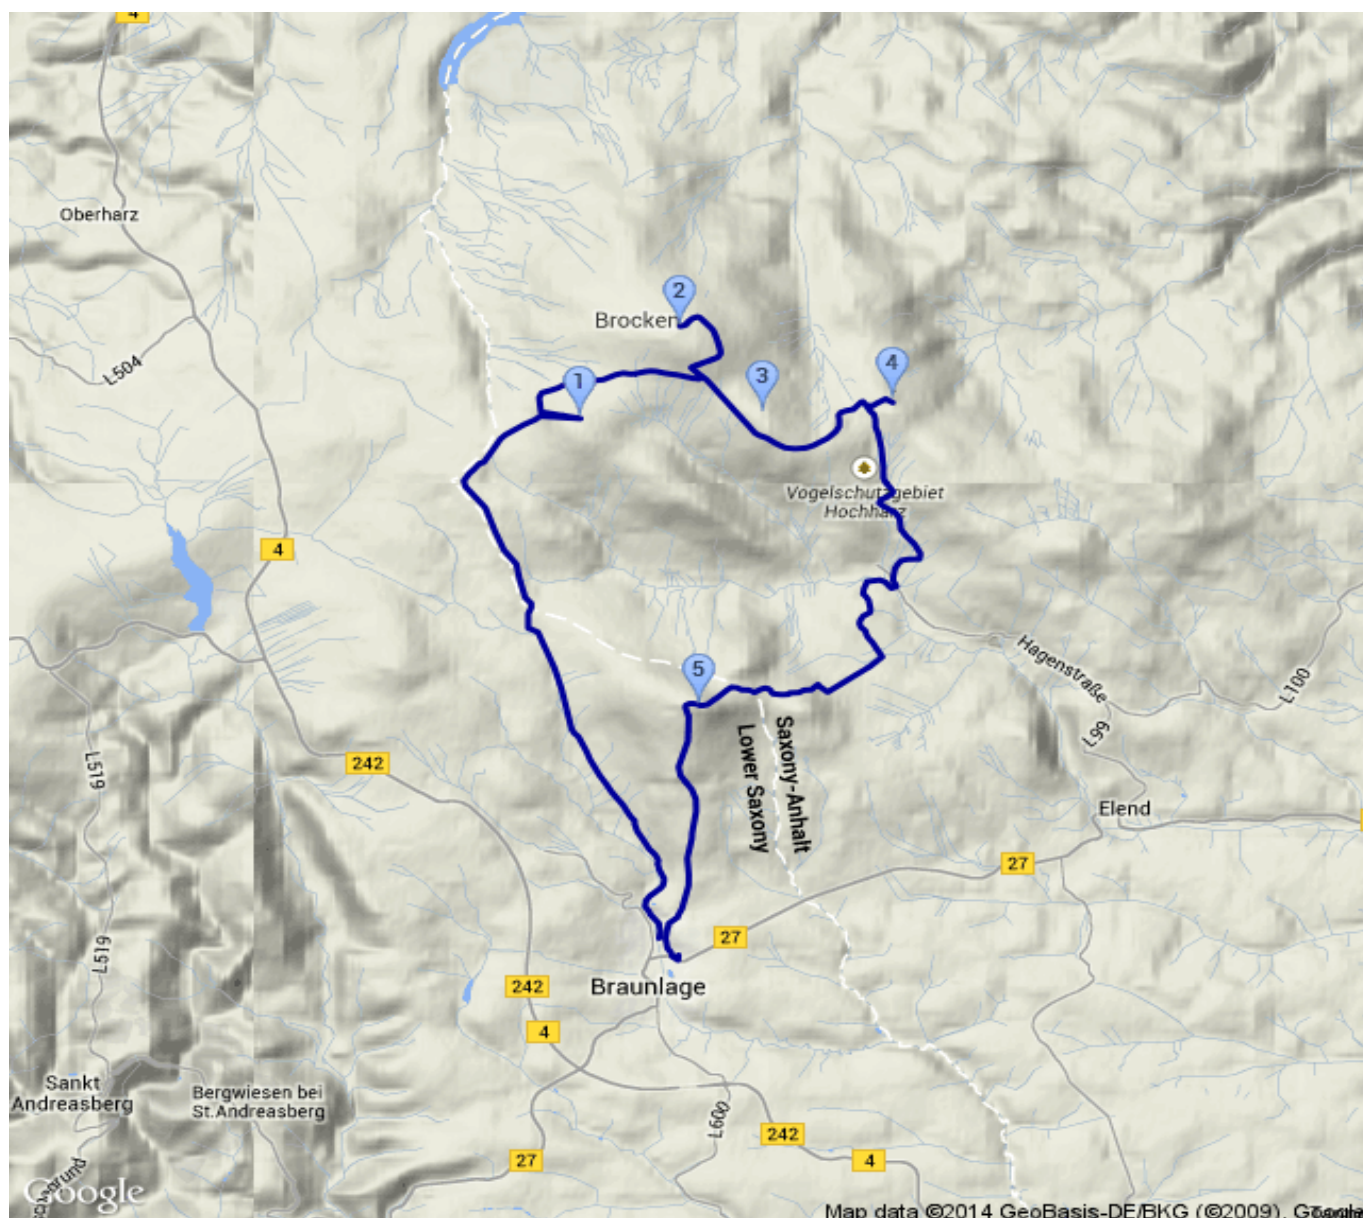 4
Oberharz
2
Brocken
L504
1
3
4
4
Vogelschutzgebiet
Hochharz
Hagenstraße
L100
5
L99
Saxony-Anhalt
Lower Saxony
L519
242
Elend
27
27
L519
242
Braunlage
4
Sankt
Andreasberg
Bergwiesen bei
St.Andreasberg
L600
242
27
4
Google
Map data ©2014 GeoBasis-DE/BKG (©2009), Google